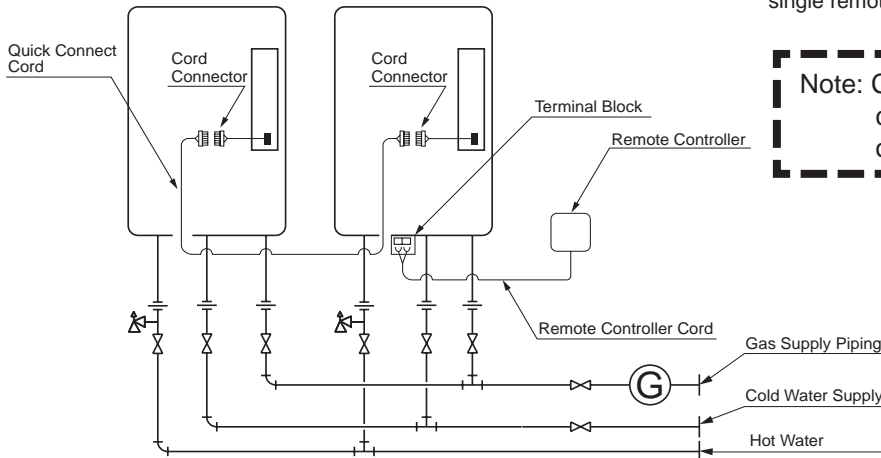 single remo
Quick Connect
Cord
Cord
Connector
Cord
Connector
Note:
Terminal Block
Remote Controller
Remote Controller Cord
Gas Supply Piping
G
Cold Water Supply
Hot Water